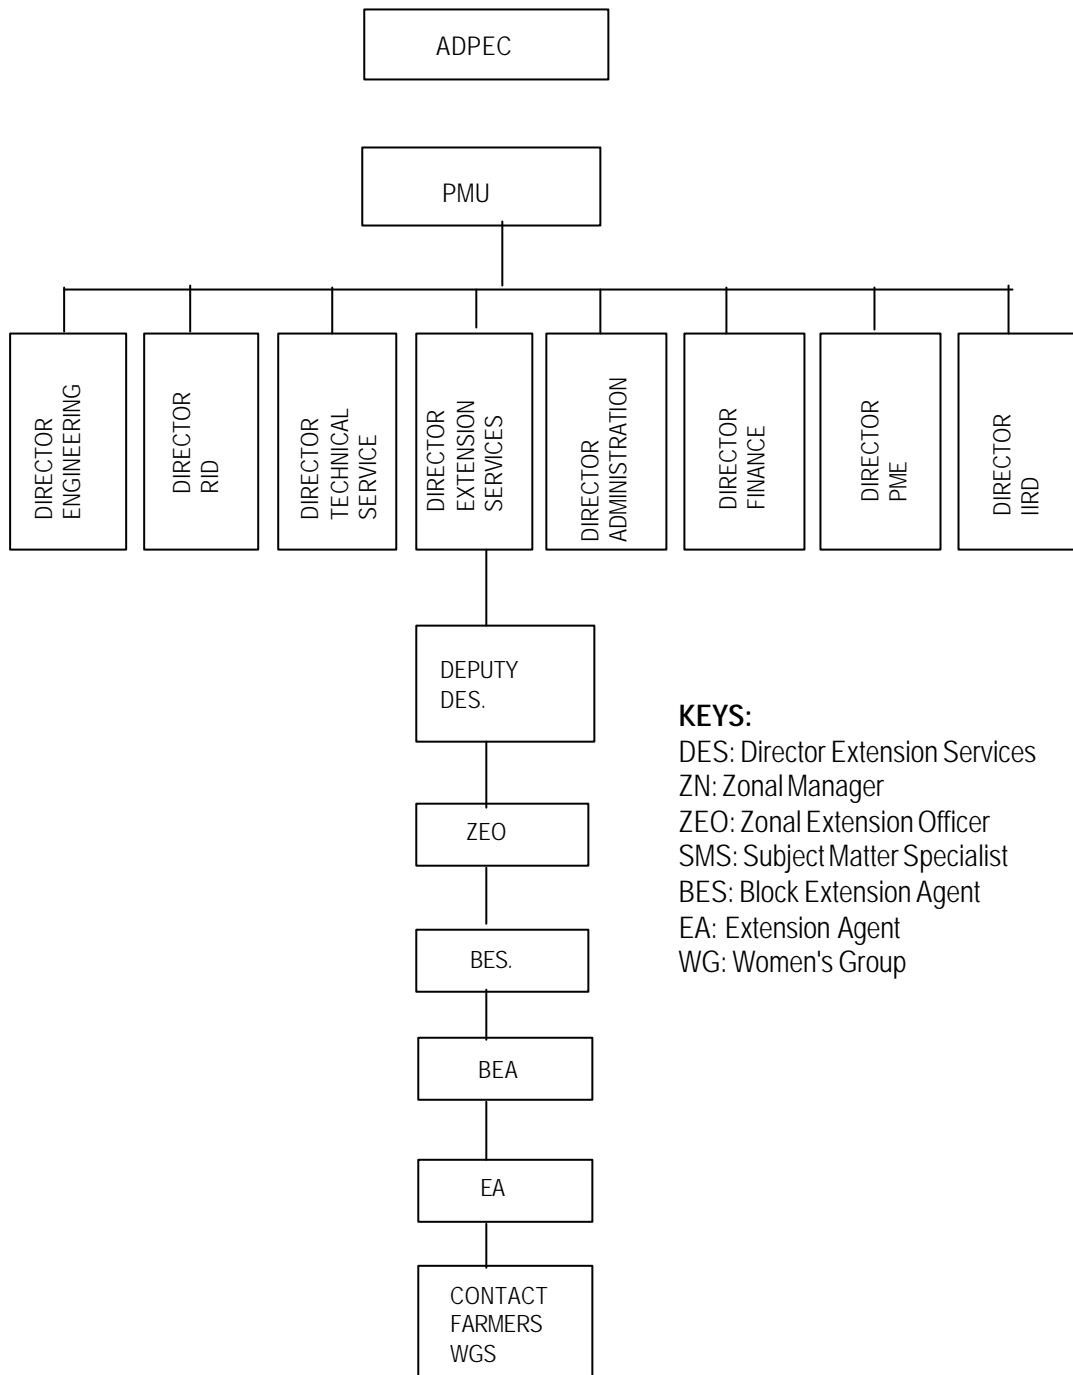 ADPEC
PMU
DIRECTOR
ENGINEERING
DIRECTOR
RID
DIRECTOR
TECHNICAL
SERVICE
DIRECTOR
EXTENSION
SERVICES
DIRECTOR
ADMINISTRATION
DIRECTOR
FINANCE
DIRECTOR
PME
DIRECTOR
IIRD
DEPUTY
DES.
ZEO
BES.
BEA
EA
CONTACT
FARMERS
WGS
KEYS:
DES: Director Extension Services
ZN: Zonal Manager
ZEO: Zonal Extension Officer
SMS: Subject Matter Specialist
BES: Block Extension Agent
EA: Extension Agent
WG: Women's Group